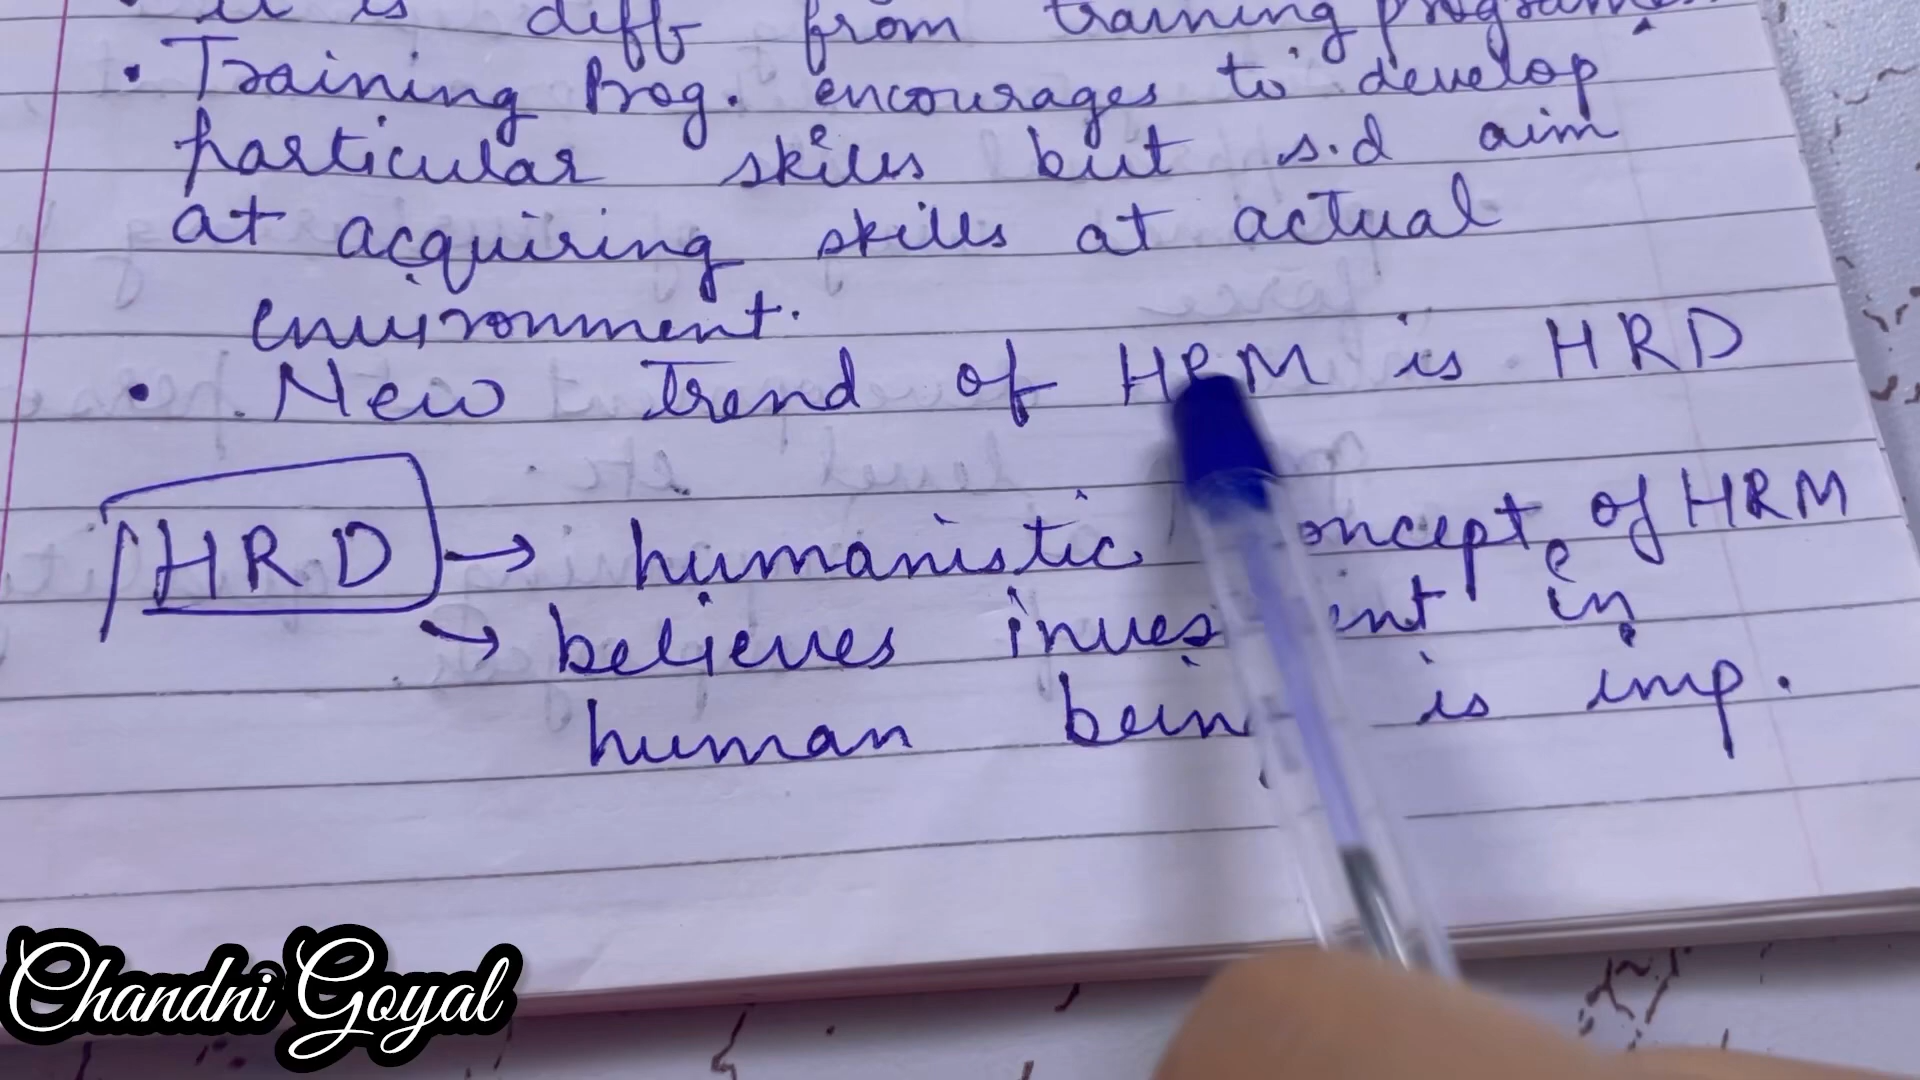 it is diff from training programe
• Training Prog. encourages to develop
particular skills but s.d aim
at acquiring skills at actual
environment.
• New Trend of HRM is HRD
HRD → humanistic concept of HRM
→ believes in
human being is imp.
Chandni Goyal